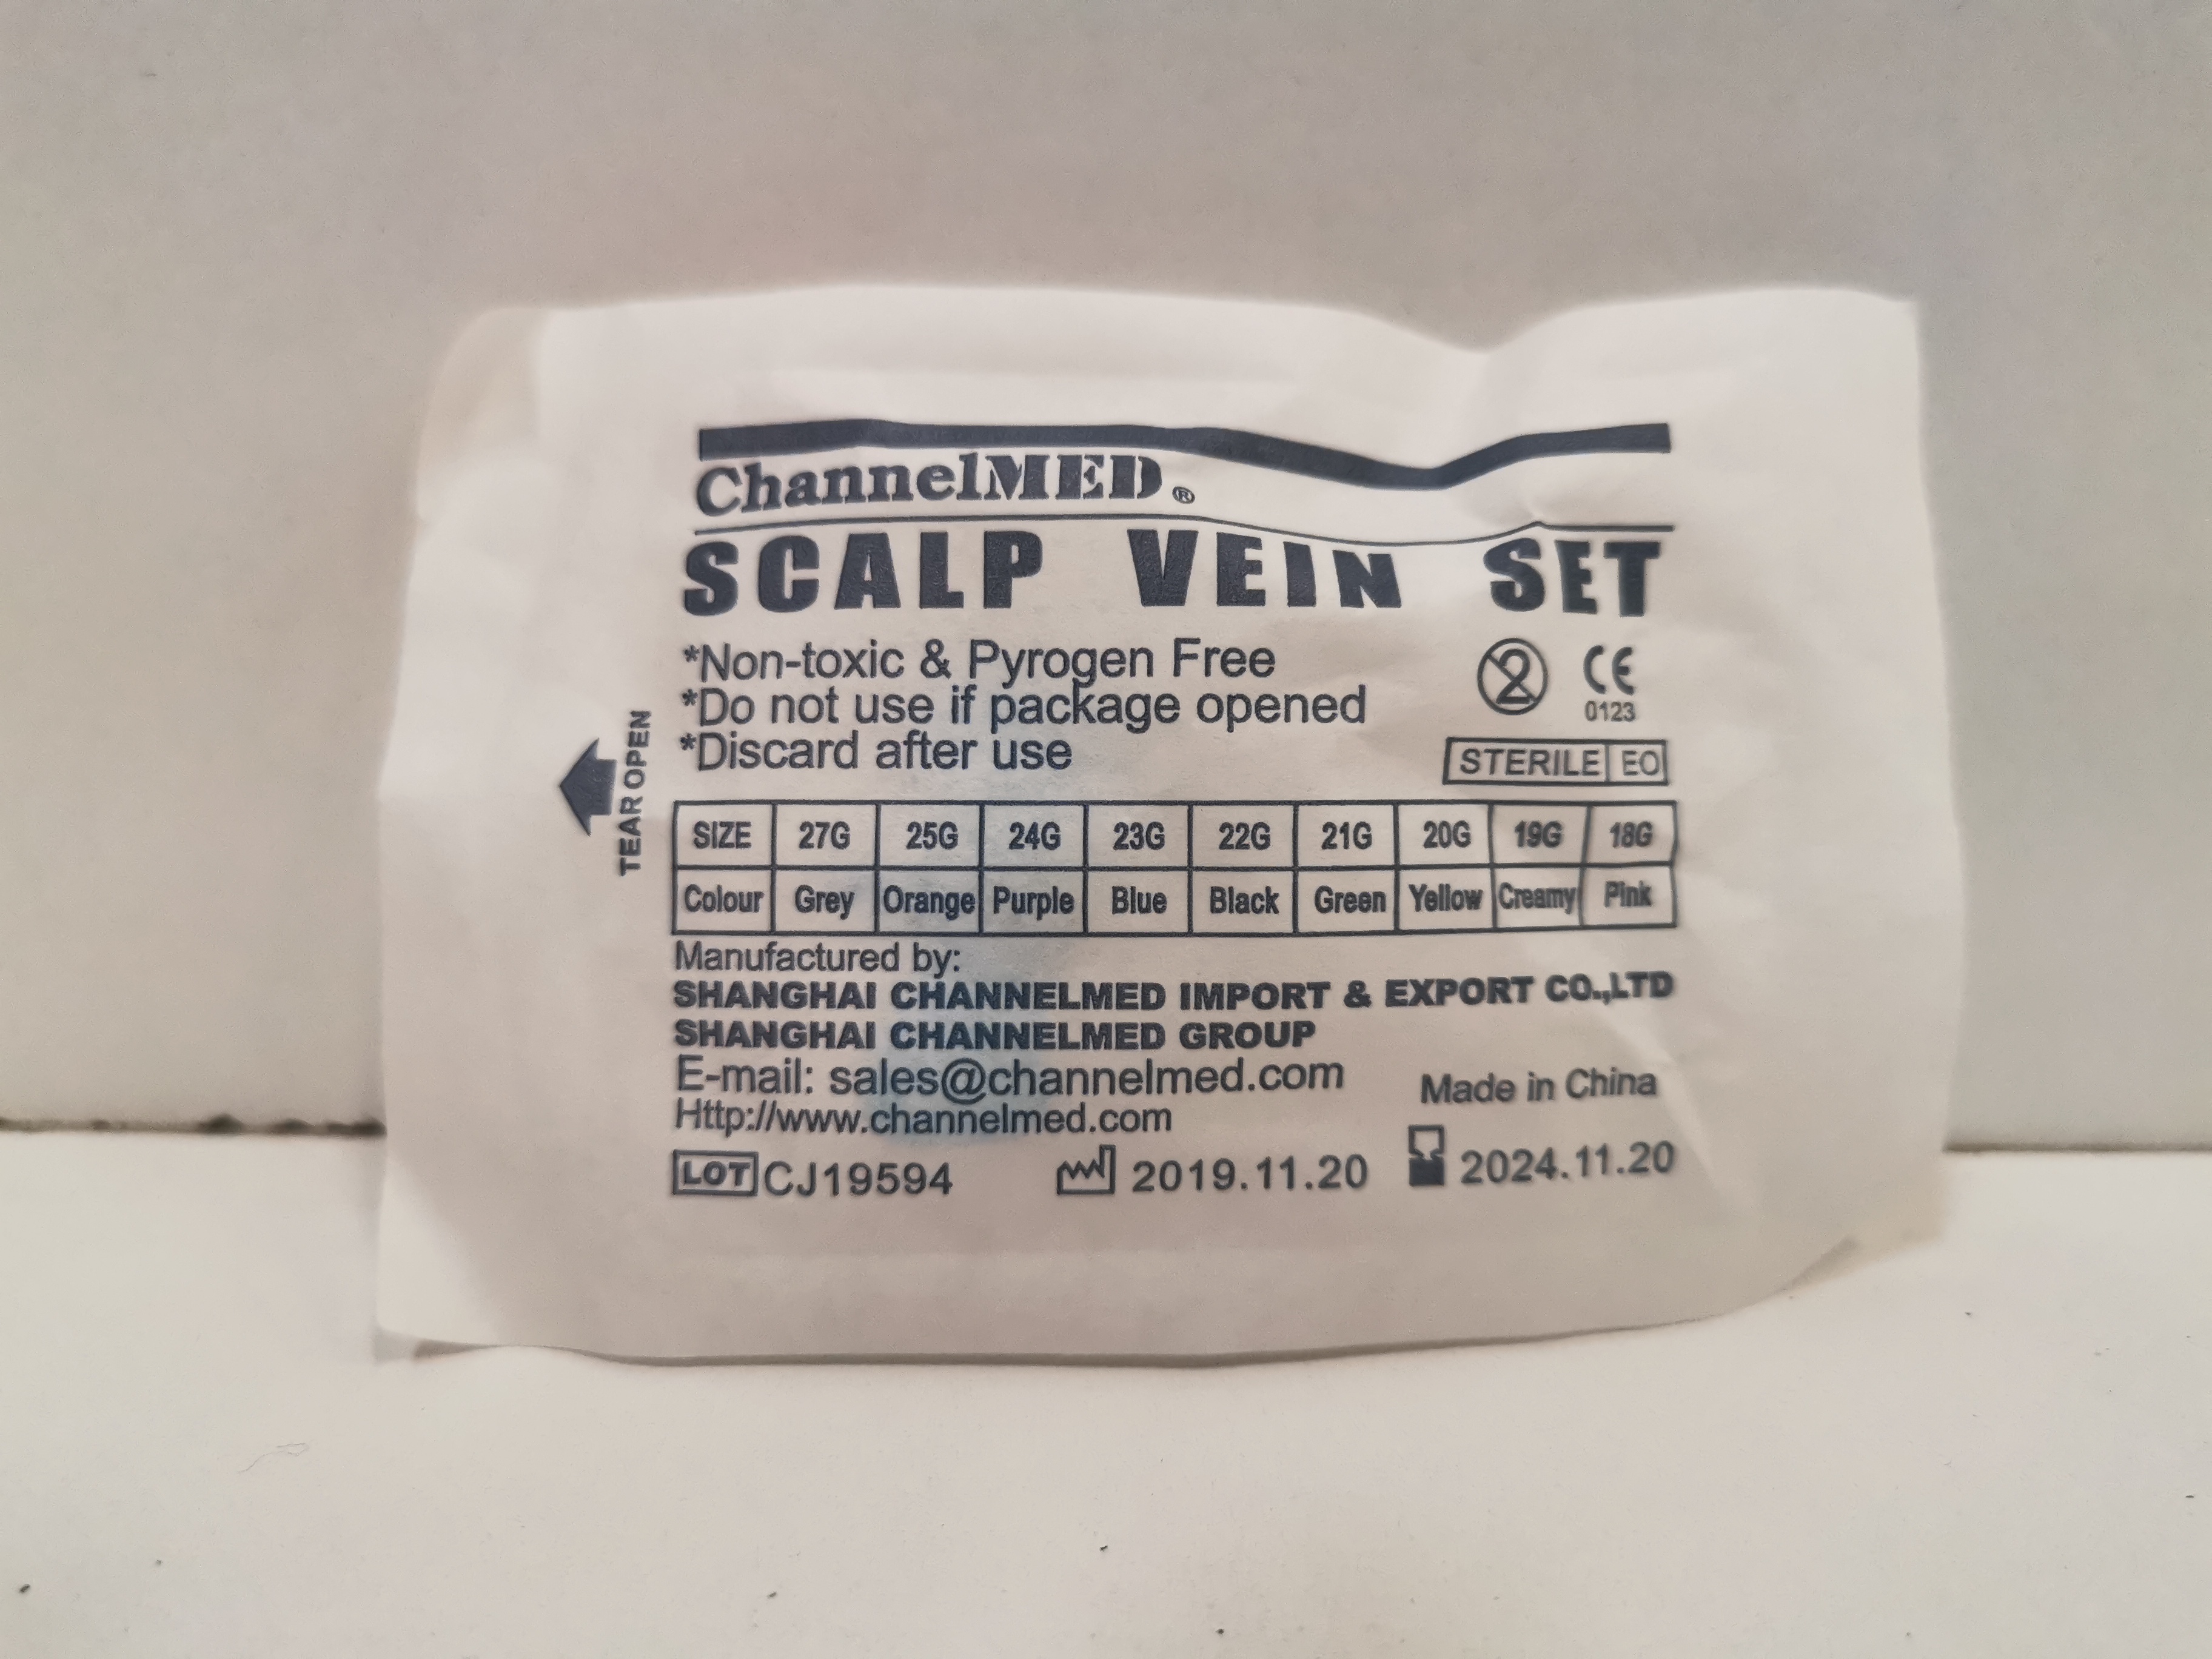 ChannelMED®
SCALP VEIN SET
*Non-toxic & Pyrogen Free
*Do not use if package opened
*Discard after use
2
CE
0123
STERILE EO
TEAR OPEN
SIZE 27G 25G 24G 23G 22G 21G 20G 19G 18G
Colour Grey Orange Purple Blue Black Green Yellow Creamy Pink
Manufactured by:
SHANGHAI CHANNELMED IMPORT & EXPORT CO.,LTD
SHANGHAI CHANNELMED GROUP
E-mail: sales@channelmed.com
Made in China
Http://www.channelmed.com
LOT CJ19594 2019.11.20 2024.11.20